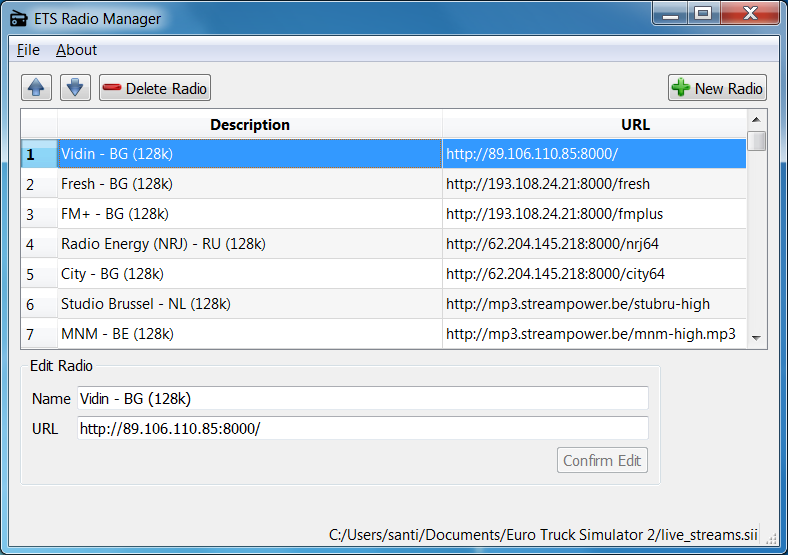 ETS Radio Manager
File About
Delete Radio New Radio
Description URL
1 Vidin - BG (128k) http://89.106.110.85:8000/
2 Fresh - BG (128k) http://193.108.24.21:8000/fresh
3 FM+ - BG (128k) http://193.108.24.21:8000/fmplus
4 Radio Energy (NRJ) - RU (128k) http://62.204.145.218:8000/nrj64
5 City - BG (128k) http://62.204.145.218:8000/city64
6 Studio Brussel - NL (128k) http://mp3.streampower.be/stubru-high
7 MNM - BE (128k) http://mp3.streampower.be/mnm-high.mp3
Edit Radio
Name Vidin - BG (128k)
URL http://89.106.110.85:8000/
Confirm Edit
C:/Users/santi/Documents/Euro Truck Simulator 2/live_streams.sii